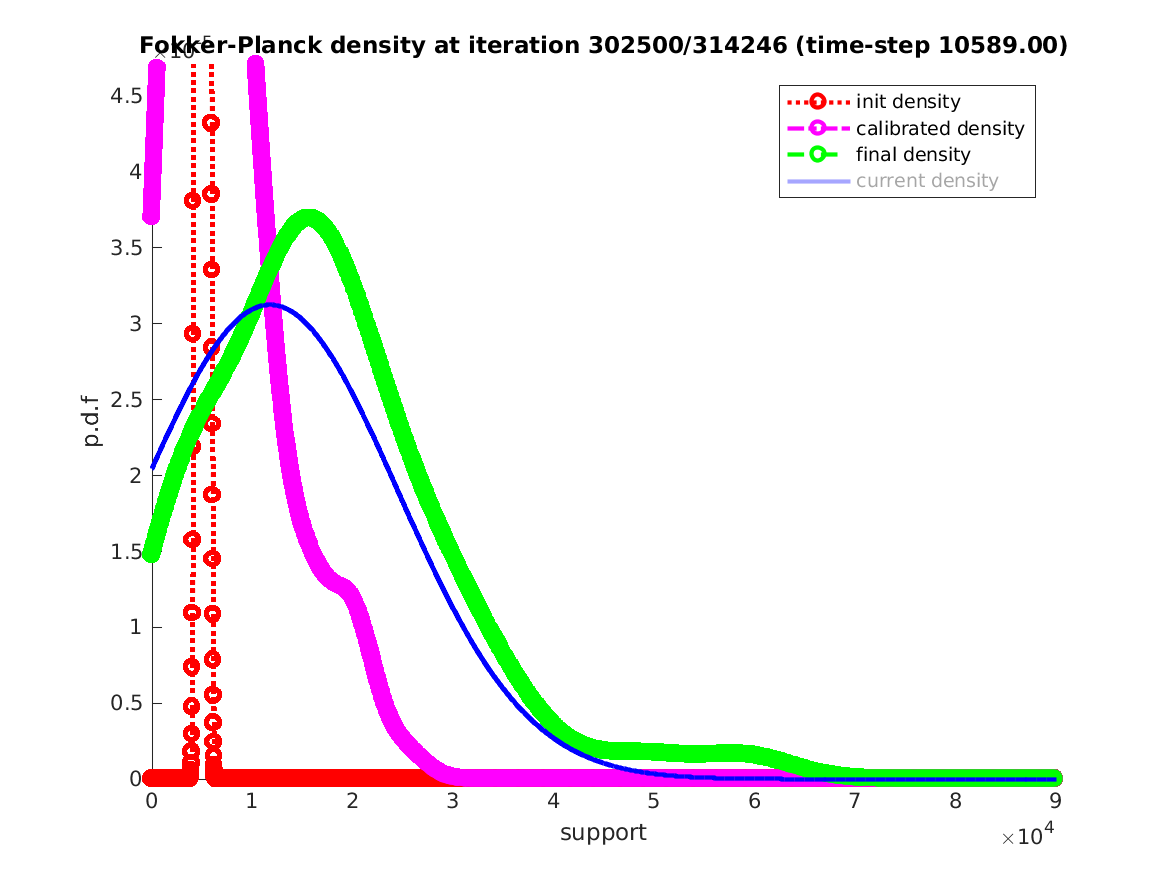 Fokker-Planck density at iteration 302500/314246 (time-step 10589.00)
×10-5
init density
calibrated density
final density
current density
4.5
4
3.5
3
2.5
2
1.5
1
0.5
0
p.d.f
0 1 2 3 4 5 6 7 8 9
support
×10^4